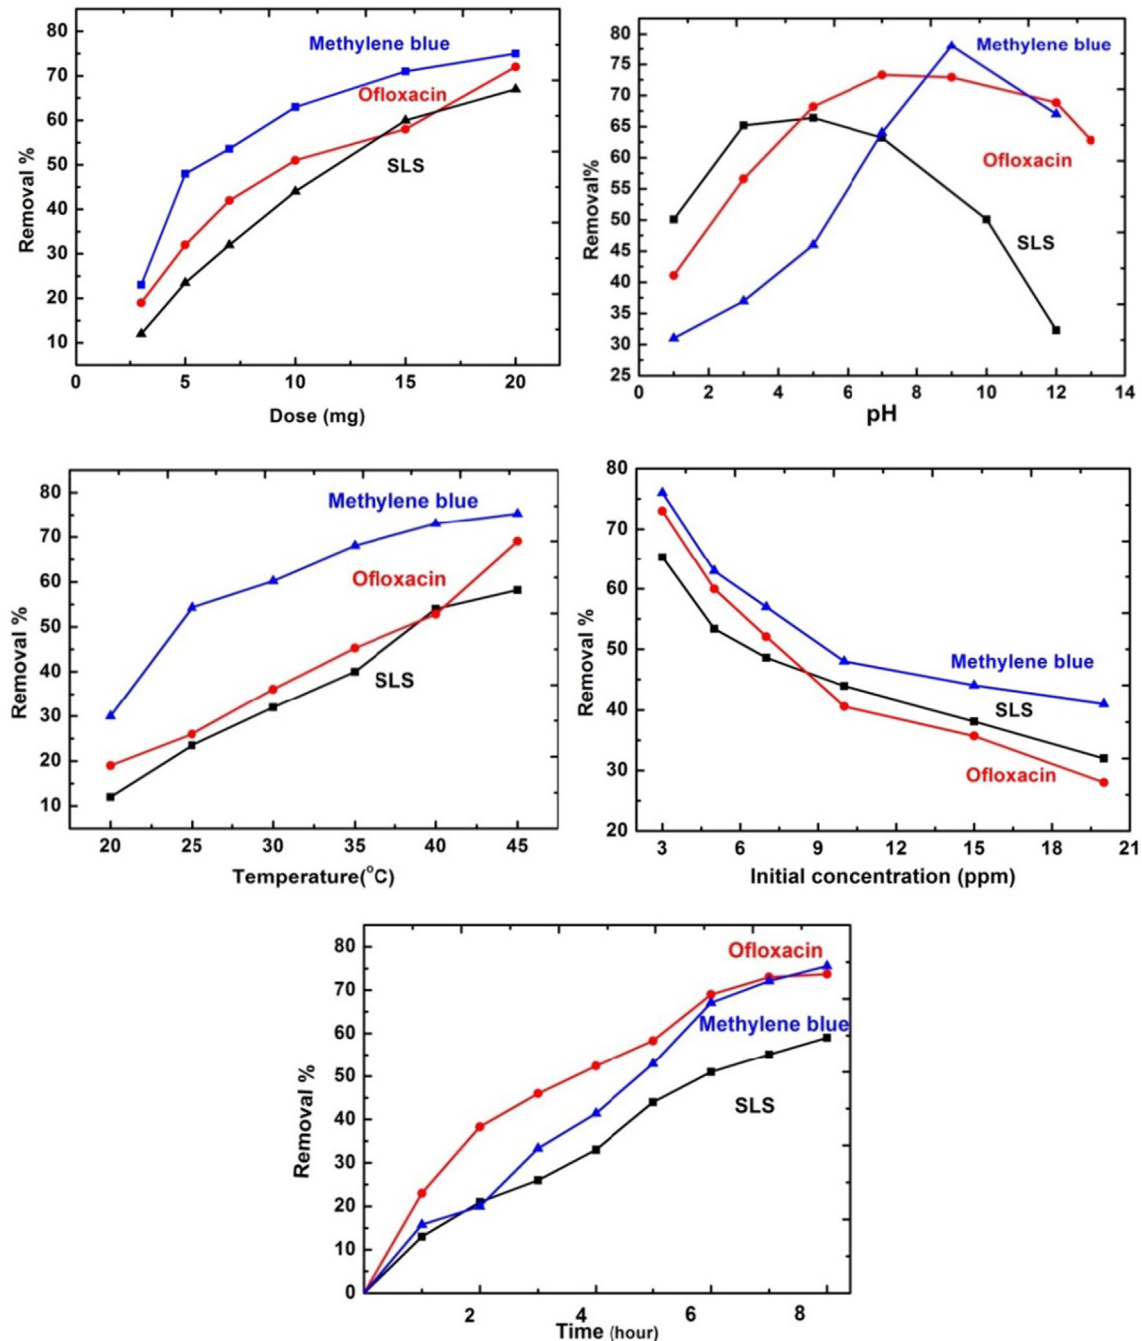 80
70
60
50
40
30
20
10
0
5
10
15
20
Removal %
Dose (mg)
Methylene blue
Ofloxacin
SLS
80
75
70
65
60
55
50
45
40
35
30
25
0
2
4
6
8
10
12
14
Removal%
pH
Methylene blue
Ofloxacin
SLS
80
70
60
50
40
30
20
10
20
25
30
35
40
45
Removal %
Temperature(°C)
Methylene blue
Ofloxacin
SLS
80
70
60
50
40
30
20
3
6
9
12
15
18
21
Removal %
Initial concentration (ppm)
Methylene blue
SLS
Ofloxacin
80
70
60
50
40
30
20
10
0
2
4
6
8
Removal %
Time (hour)
Ofloxacin
Methylene blue
SLS